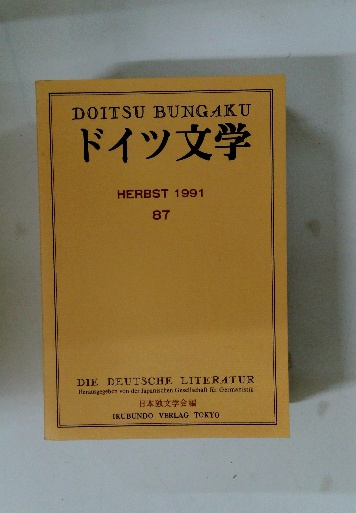 DOITSU BUNGAKU
ドイツ文学
HERBST 1991
87
DIE DEUTSCHE LITERATUR
Herausgegeben von der Japanischen Gesellschaft für Germanistik
日本独文学会編
IKUBUNDO VERLAG TOKYO